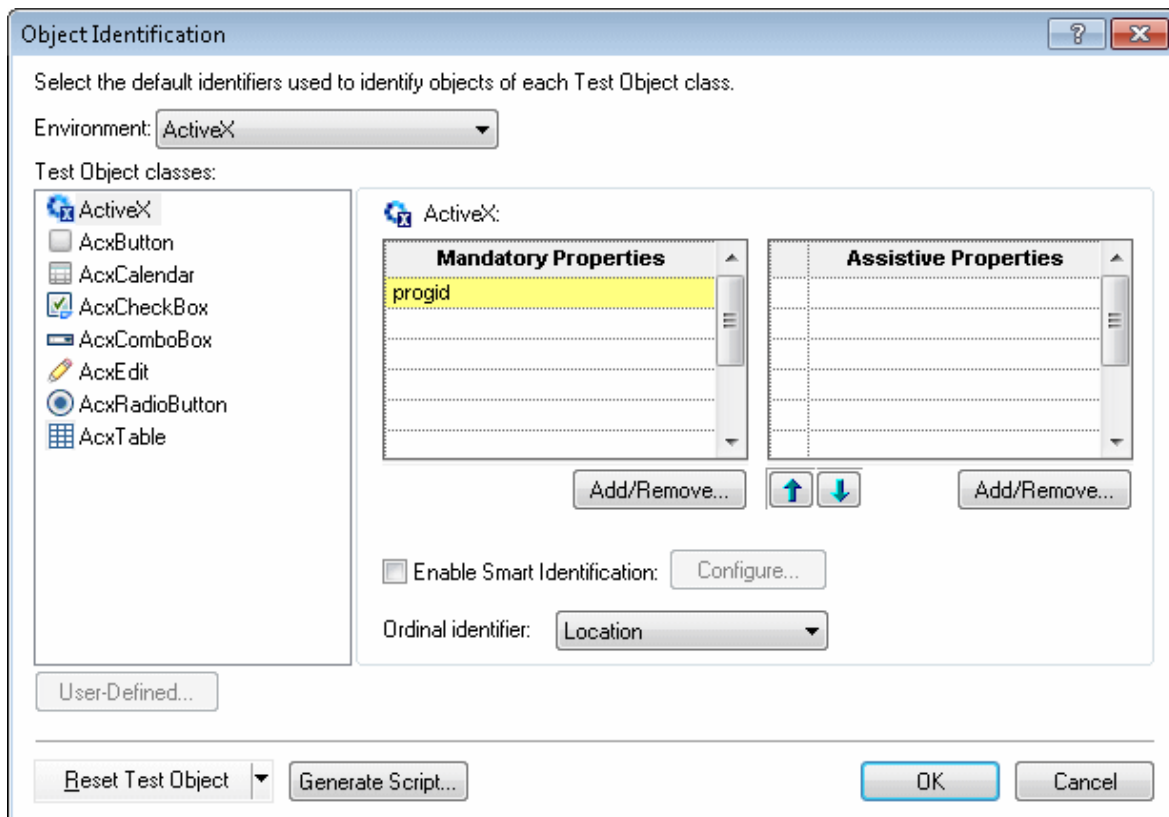 Object Identification
Select the default identifiers used to identify objects of each Test Object class.
Environment: ActiveX
Test Object classes:
ActiveX
AcxButton
AcxCalendar
AcxCheckBox
AcxComboBox
AcxEdit
AcxRadioButton
AcxTable
ActiveX:
Mandatory Properties
progid
Add/Remove...
Assistive Properties
Add/Remove...
Enable Smart Identification: Configure...
Ordinal identifier: Location
User-Defined...
Reset Test Object Generate Script... OK Cancel